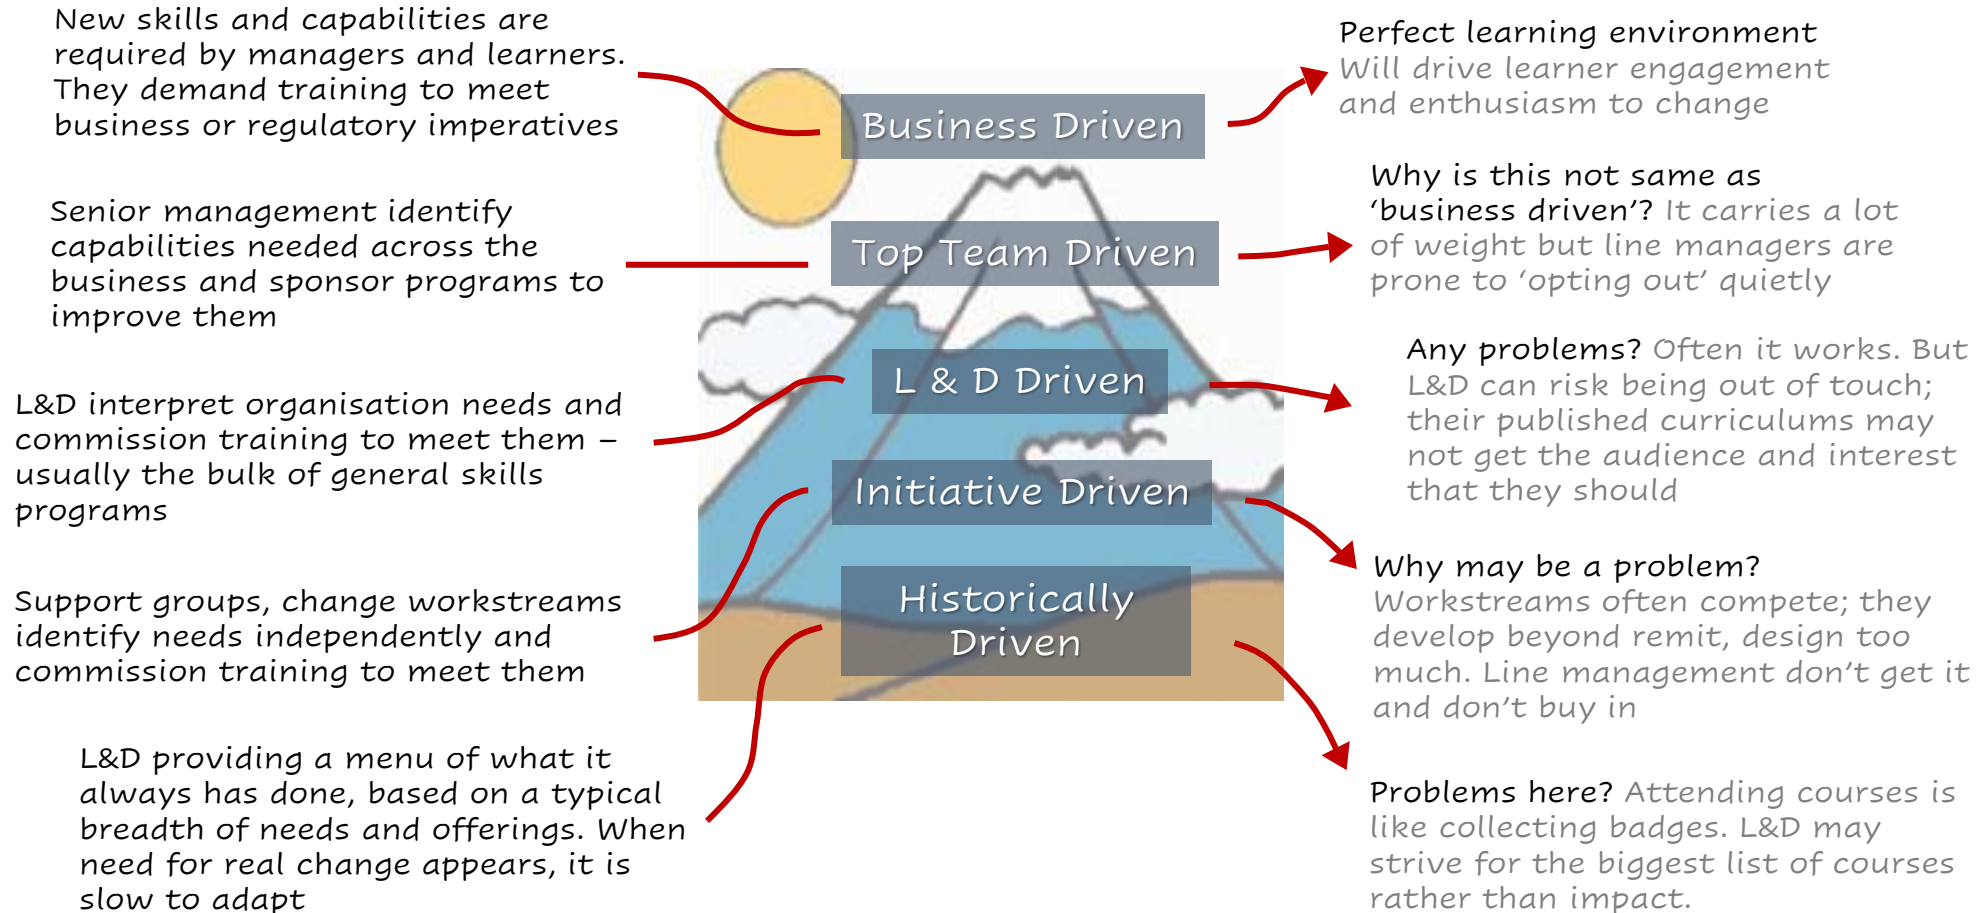 New skills and capabilities are
required by managers and learners.
They demand training to meet
business or regulatory imperatives
Business Driven
Perfect learning environment
Will drive learner engagement
and enthusiasm to change
Senior management identify
capabilities needed across the
business and sponsor programs to
improve them
Top Team Driven
Why is this not same as
‘business driven’? It carries a lot
of weight but line managers are
prone to ‘opting out’ quietly
L&D interpret organisation needs and
commission training to meet them –
usually the bulk of general skills
programs
L & D Driven
Any problems? Often it works. But
L&D can risk being out of touch;
their published curriculums may
not get the audience and interest
that they should
Support groups, change workstreams
identify needs independently and
commission training to meet them
Initiative Driven
Why may be a problem?
Workstreams often compete; they
develop beyond remit, design too
much. Line management don’t get it
and don’t buy in
L&D providing a menu of what it
always has done, based on a typical
breadth of needs and offerings. When
need for real change appears, it is
slow to adapt
Historically
Driven
Problems here? Attending courses is
like collecting badges. L&D may
strive for the biggest list of courses
rather than impact.